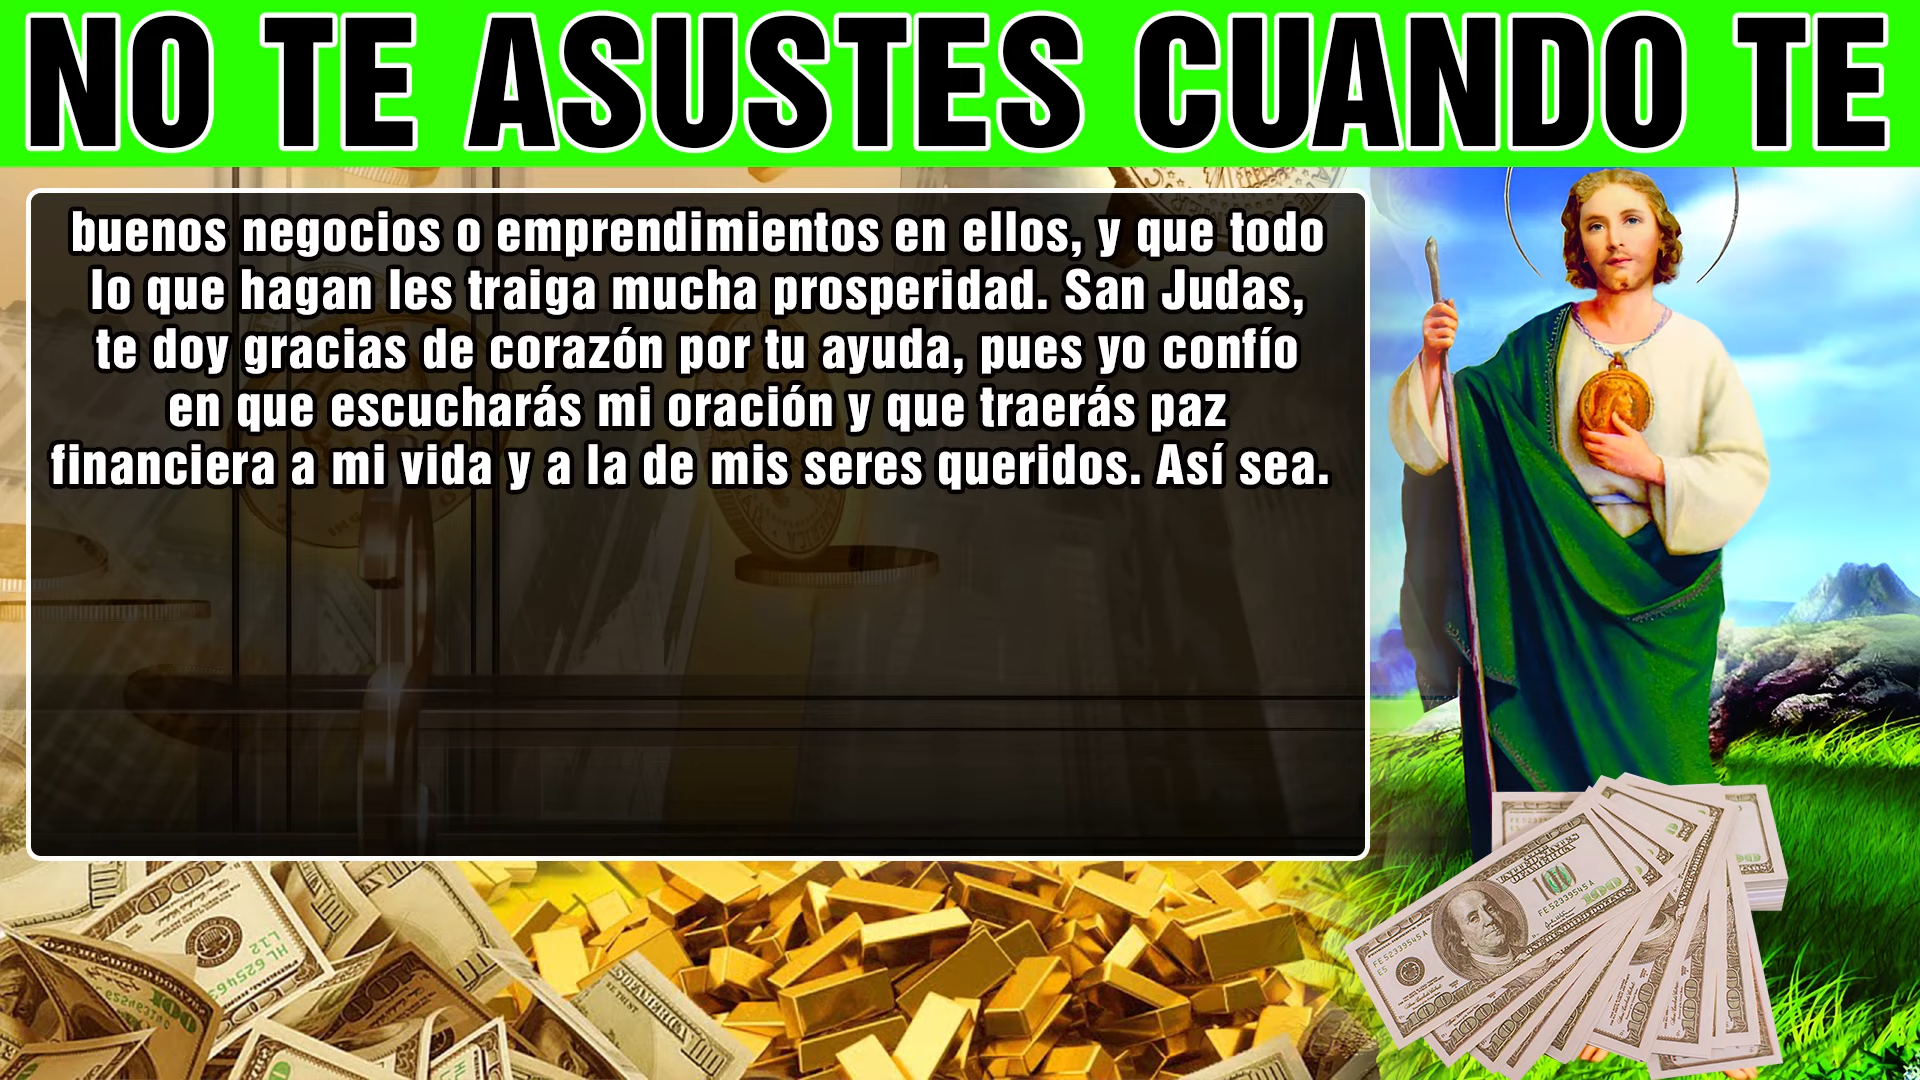 NO TE ASUSTES CUANDO TE
buenos negocios o emprendimientos en ellos, y que todo
lo que hagan les traiga mucha prosperidad. San Judas,
te doy gracias de corazón por tu ayuda, pues yo confío
en que escucharás mi oración y que traerás paz
financiera a mi vida y a la de mis seres queridos. Así sea.